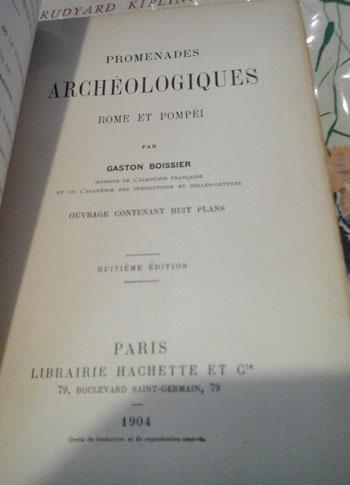 RUDYARD KIPLIN
PROMENADES
ARCHÉOLOGIQUES
ROME ET POMPÉI
PAR
GASTON BOISSIER
MEMBRE DE L'ACADÉMIE FRANÇAISE
ET DE L'ACADÉMIE DES INSCRIPTIONS ET BELLES-LETTRES
OUVRAGE CONTENANT HUIT PLANS
HUITIÈME ÉDITION
PARIS
LIBRAIRIE HACHETTE ET Cie
79, BOULEVARD SAINT-GERMAIN, 79
1904
Droits de traduction et de reproduction réservés.